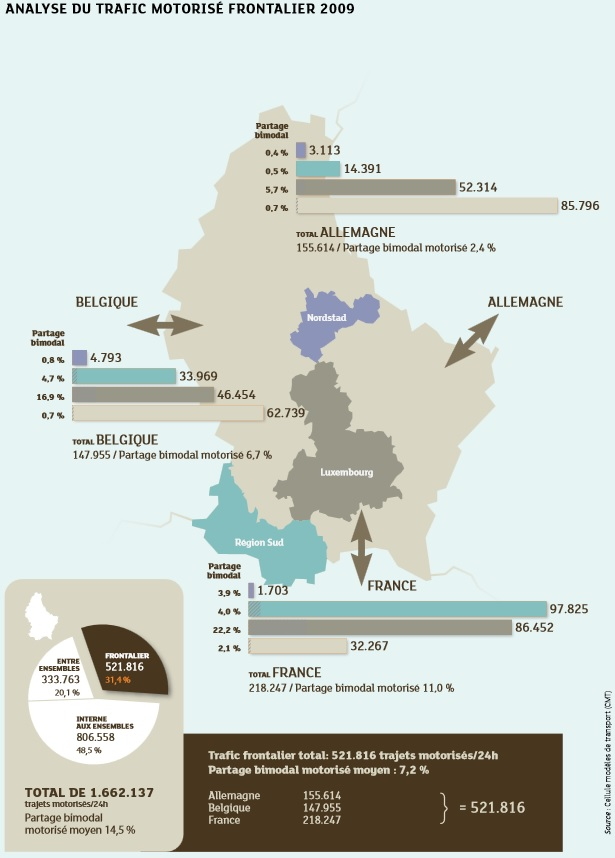 ANALYSE DU TRAFIC MOTORISÉ FRONTALIER 2009
Partage
bimodal
0,4 % 3.113
0,5 % 14.391
5,7 % 52.314
0,7 % 85.796
TOTAL ALLEMAGNE
155.614 / Partage bimodal motorisé 2,4 %
BELGIQUE
ALLEMAGNE
Nordstad
Partage
bimodal
0,8 % 4.793
4,7 % 33.969
16,9 % 46.454
0,7 % 62.739
TOTAL BELGIQUE
147.955 / Partage bimodal motorisé 6,7 %
Luxembourg
Région Sud
FRANCE
Partage
bimodal
3,9 % 1.703
4,0 % 97.825
22,2 % 86.452
2,1 % 32.267
TOTAL FRANCE
218.247 / Partage bimodal motorisé 11,0 %
FRONTALIER
521.816
31,4 %
ENTRE
ENSEMBLES
333.763
20,1 %
INTERNE
AUX ENSEMBLES
806.558
48,5 %
TOTAL DE 1.662.137
trajets motorisés/24h
Partage bimodal
motorisé moyen 14,5 %
Trafic frontalier total: 521.816 trajets motorisés/24h
Partage bimodal motorisé moyen : 7,2 %
Allemagne 155.614
Belgique 147.955
France 218.247
} = 521.816
Source : Cellule modèles de transport (CMT)